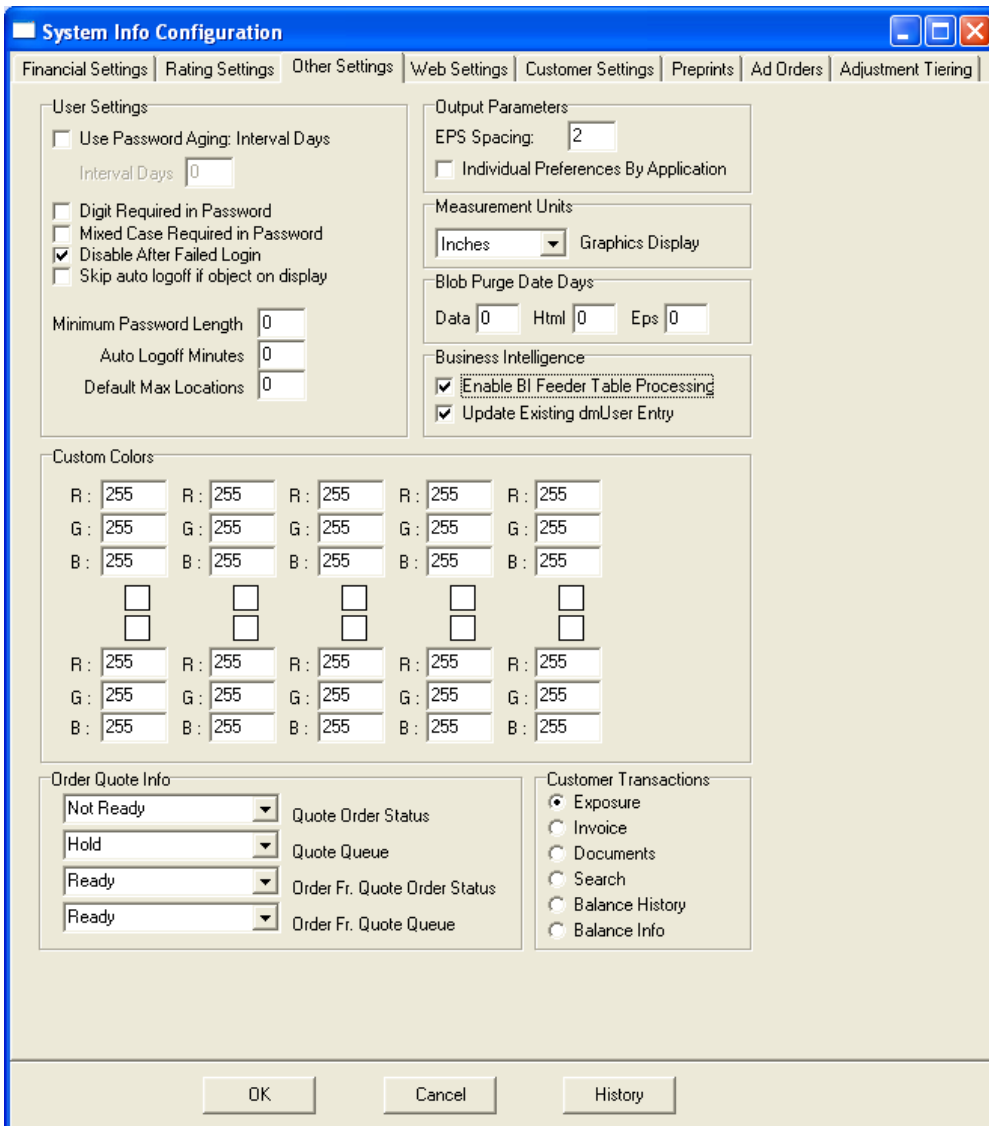 System Info Configuration
Financial Settings Rating Settings Other Settings Web Settings Customer Settings Preprints Ad Orders Adjustment Tiering
User Settings
Use Password Aging: Interval Days
Interval Days 0
Digit Required in Password
Mixed Case Required in Password
Disable After Failed Login
Skip auto logoff if object on display
Minimum Password Length 0
Auto Logoff Minutes 0
Default Max Locations 0
Output Parameters
EPS Spacing: 2
Individual Preferences By Application
Measurement Units
Inches Graphics Display
Blob Purge Date Days
Data 0 Html 0 Eps 0
Business Intelligence
Enable BI Feeder Table Processing
Update Existing dmUser Entry
Custom Colors
R : 255 R : 255 R : 255 R : 255 R : 255
G : 255 G : 255 G : 255 G : 255 G : 255
B : 255 B : 255 B : 255 B : 255 B : 255
R : 255 R : 255 R : 255 R : 255 R : 255
G : 255 G : 255 G : 255 G : 255 G : 255
B : 255 B : 255 B : 255 B : 255 B : 255
Order Quote Info
Not Ready Quote Order Status
Hold Quote Queue
Ready Order Fr. Quote Order Status
Ready Order Fr. Quote Queue
Customer Transactions
Exposure
Invoice
Documents
Search
Balance History
Balance Info
OK Cancel History